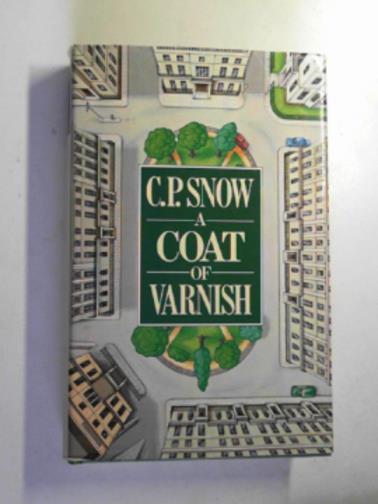 C.P. SNOW
A
COAT
OF
VARNISH